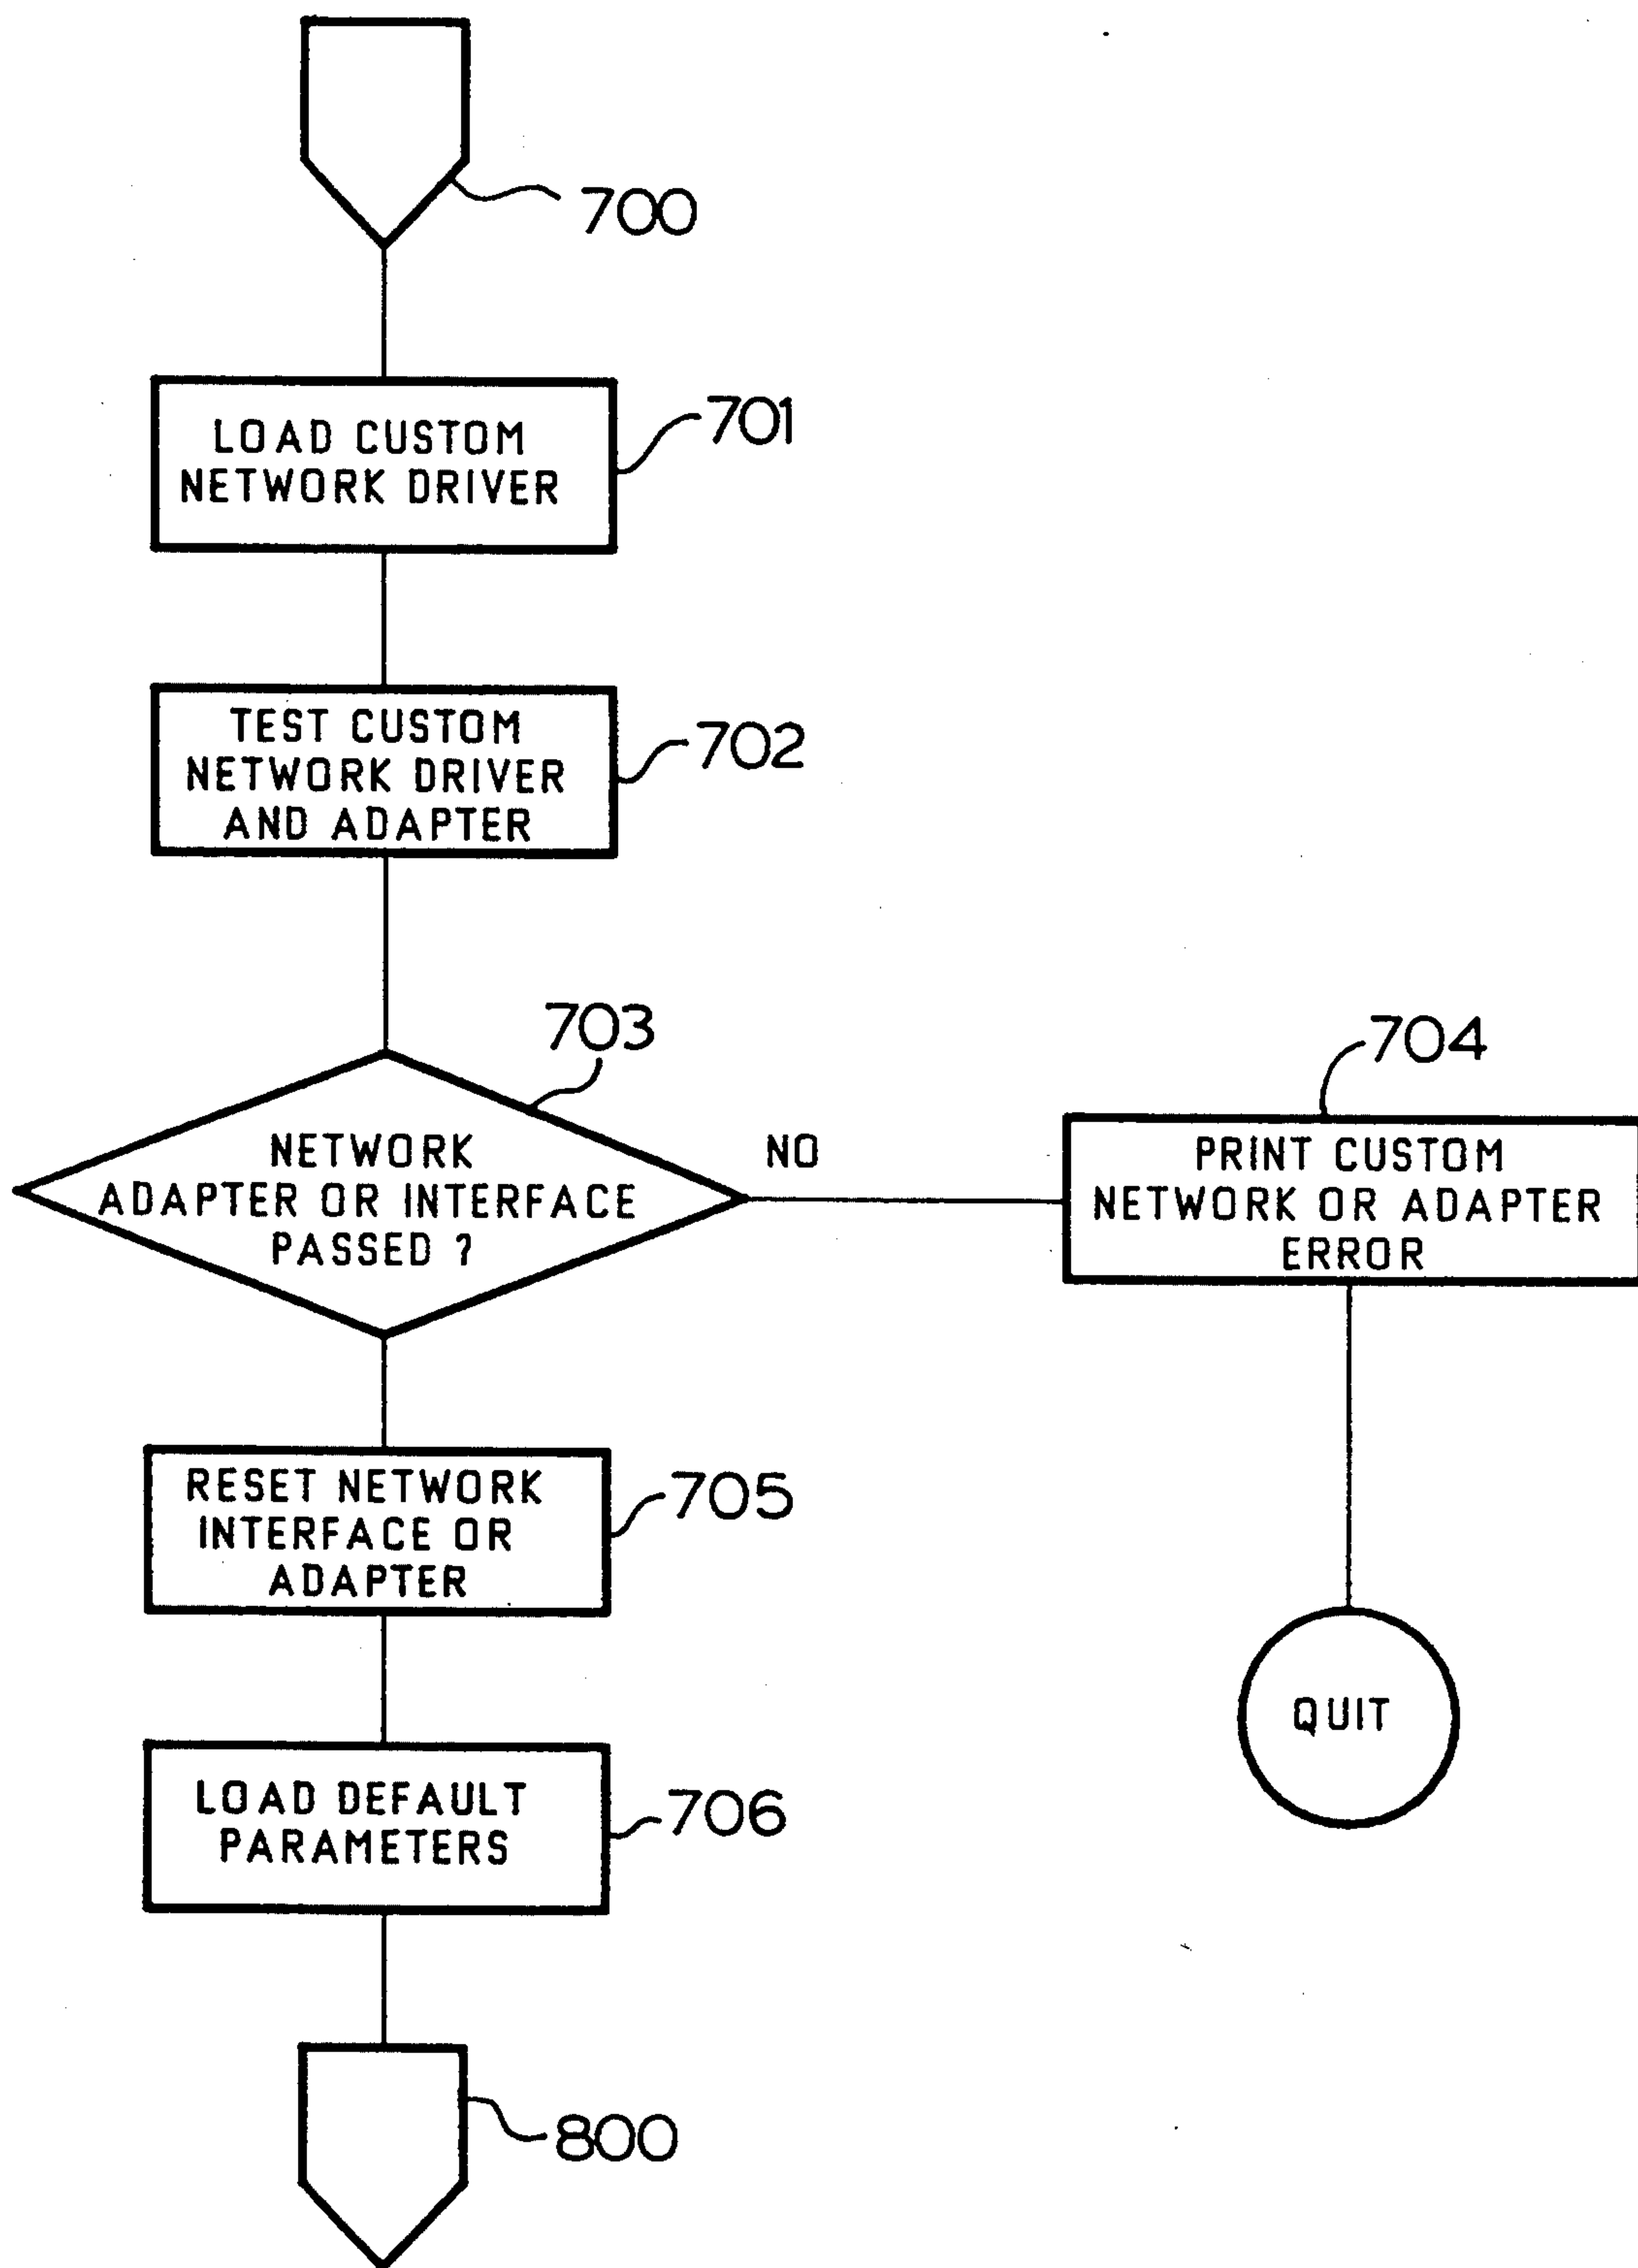 700
LOAD CUSTOM
NETWORK DRIVER
701
TEST CUSTOM
NETWORK DRIVER
AND ADAPTER
702
703
NETWORK
ADAPTER OR INTERFACE
PASSED ?
NO
704
PRINT CUSTOM
NETWORK OR ADAPTER
ERROR
RESET NETWORK
INTERFACE OR
ADAPTER
705
QUIT
LOAD DEFAULT
PARAMETERS
706
800